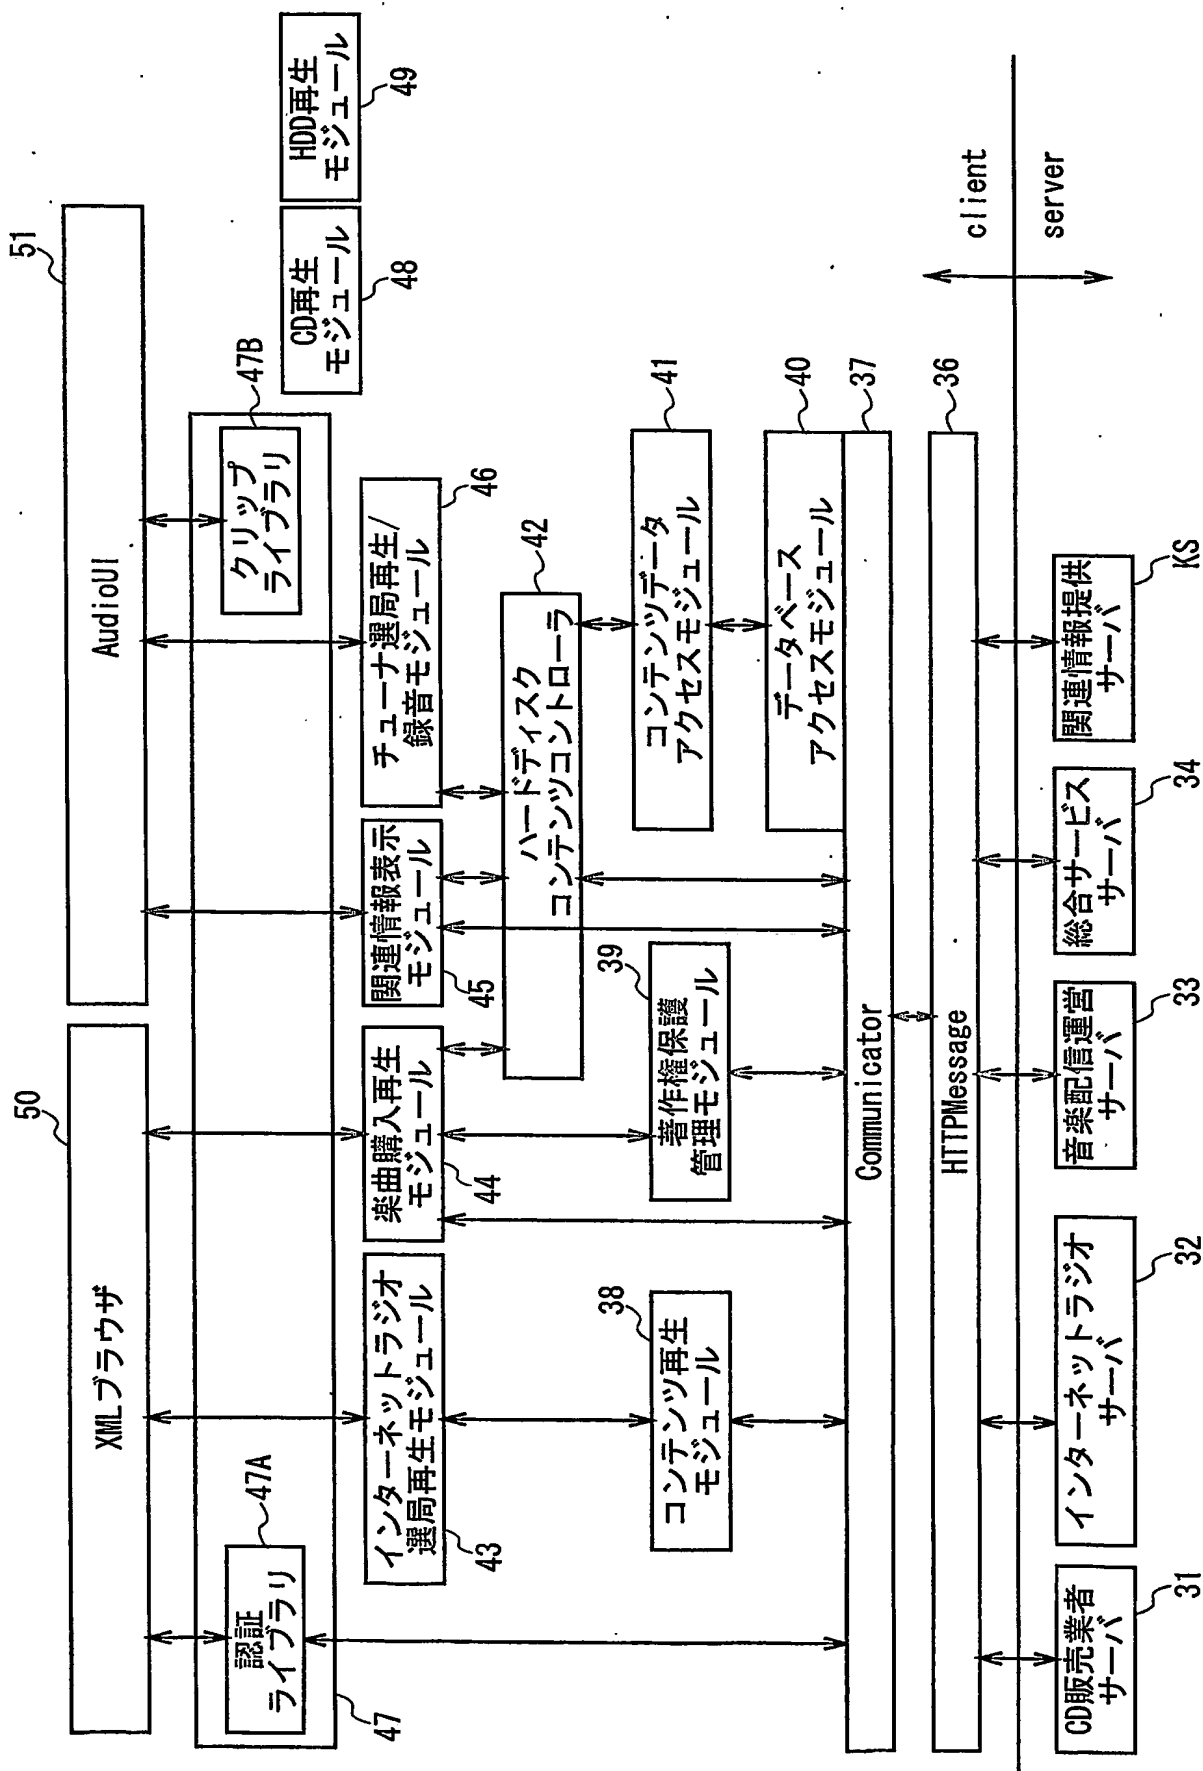 50
51
XMLブラウザ
AudioUI
47A
47B
認証
ライブラリ
クリップ
ライブラリ
47
CD再生
モジュール
48
HDD再生
モジュール
49
インターネットラジオ
選局再生モジュール
43
楽曲購入再生
モジュール
44
関連情報表示
モジュール
45
チューナ選局再生/
録音モジュール
46
ハードディスク
コンテンツコントローラ
42
38
コンテンツ再生
モジュール
39
著作権保護
管理モジュール
コンテンツデータ
アクセスモジュール
41
データベース
アクセスモジュール
40
Communicator
37
HTTPMessage
36
client
server
CD販売業者
サーバ
31
インターネットラジオ
サーバ
32
音楽配信運営
サーバ
33
総合サービス
サーバ
34
関連情報提供
サーバ
KS